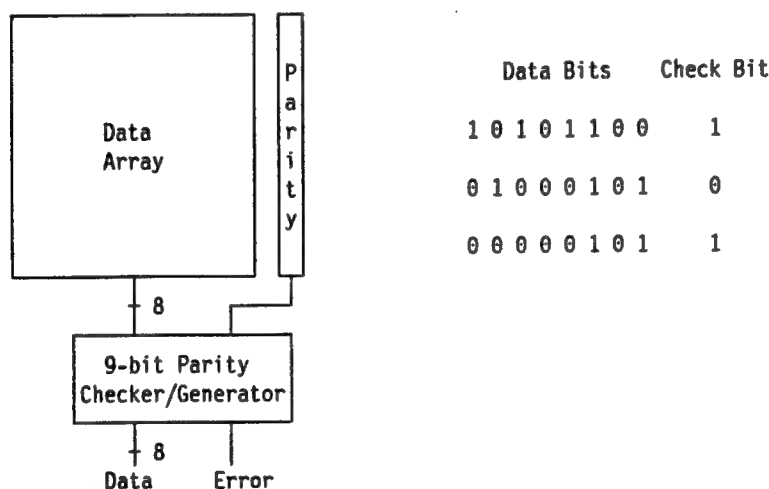 Data
Array
Parity
8
9-bit Parity
Checker/Generator
8
Data Error
Data Bits Check Bit
1 0 1 0 1 1 0 0 1
0 1 0 0 0 1 0 1 0
0 0 0 0 0 1 0 1 1